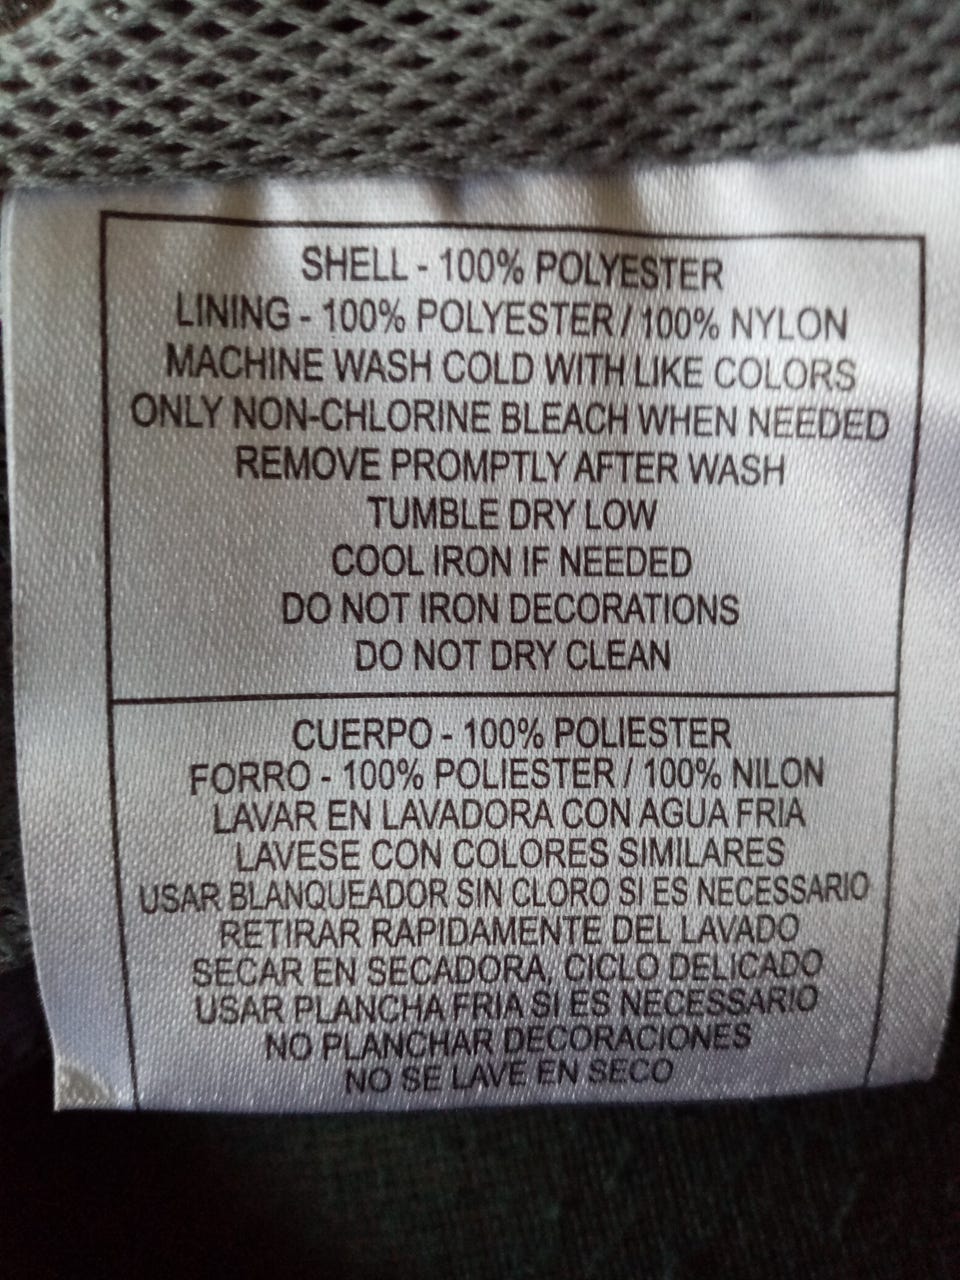 SHELL - 100% POLYESTER
LINING - 100% POLYESTER / 100% NYLON
MACHINE WASH COLD WITH LIKE COLORS
ONLY NON-CHLORINE BLEACH WHEN NEEDED
REMOVE PROMPTLY AFTER WASH
TUMBLE DRY LOW
COOL IRON IF NEEDED
DO NOT IRON DECORATIONS
DO NOT DRY CLEAN
CUERPO - 100% POLIESTER
FORRO - 100% POLIESTER / 100% NILON
LAVAR EN LAVADORA CON AGUA FRIA
LAVESE CON COLORES SIMILARES
USAR BLANQUEADOR SIN CLORO SI ES NECESSARIO
RETIRAR RAPIDAMENTE DEL LAVADO
SECAR EN SECADORA, CICLO DELICADO
USAR PLANCHA FRIA SI ES NECESSARIO
NO PLANCHAR DECORACIONES
NO SE LAVE EN SECO